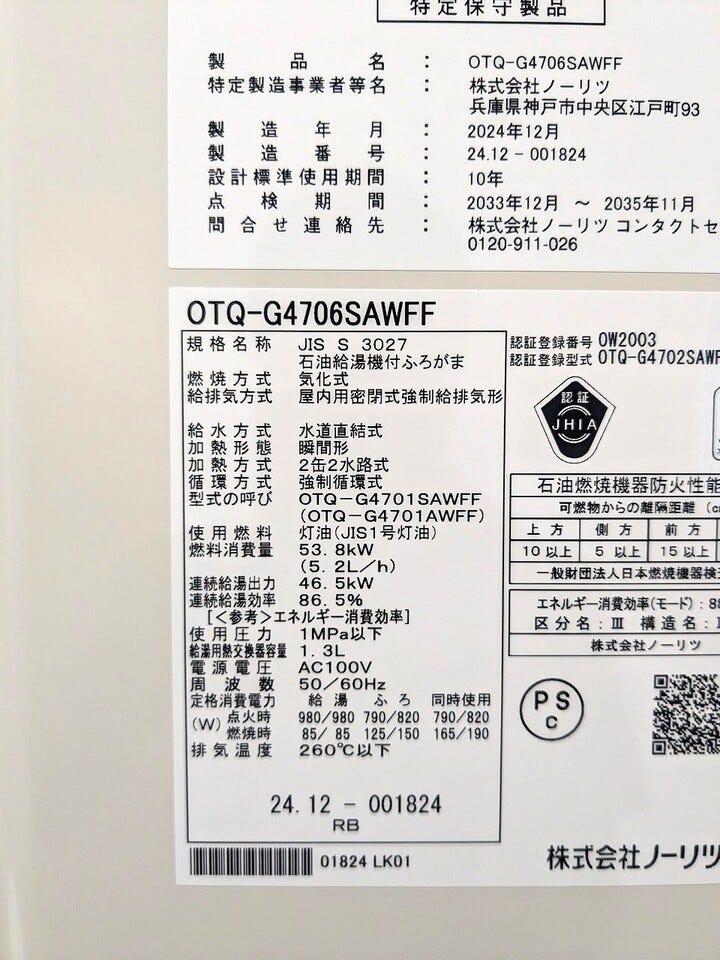 特定保守製品
製品名 : OTQ-G4706SAWFF
特定製造事業者等名 : 株式会社ノーリツ
兵庫県神戸市中央区江戸町93
製造年月 : 2024年12月
製造番号 : 24.12 - 001824
設計標準使用期間 : 10年
点検期間 : 2033年12月 ～ 2035年11月
問合せ連絡先 : 株式会社ノーリツ コンタクトセ
0120-911-026
OTQ-G4706SAWFF
規格名称 JIS S 3027
石油給湯機付ふろがま
燃焼方式 気化式
給排気方式 屋内用密閉式強制給排気形
給水方式 水道直結式
加熱形態 瞬間形
加熱方式 2缶2水路式
循環方式 強制循環式
型式の呼び OTQ-G4701SAWFF
(OTQ-G4701AWFF)
使用燃料 灯油(JIS1号灯油)
燃料消費量 53.8kW
(5.2L/h)
連続給湯出力 46.5kW
連続給湯効率 86.5%
[<参考>エネルギー消費効率]
使用圧力 1MPa以下
給湯用熱交換器容量 1.3L
電源電圧 AC100V
周波数 50/60Hz
定格消費電力 給湯 ふろ 同時使用
(W) 点火時 980/980 790/820 790/820
燃焼時 85/85 125/150 165/190
排気温度 260℃以下
24.12 - 001824
RB
01824 LK01
認証登録番号 OW2003
認証登録型式 OTQ-G4702SAWF
認証
JHIA
石油燃焼機器防火性能
可燃物からの離隔距離 (c
上方 側方 前方
10以上 5以上 15以上
一般財団法人日本燃焼機器検
エネルギー消費効率(モード):88
区分名:Ⅲ 構造名:
株式会社ノーリツ
PS
C
株式会社ノーリツ